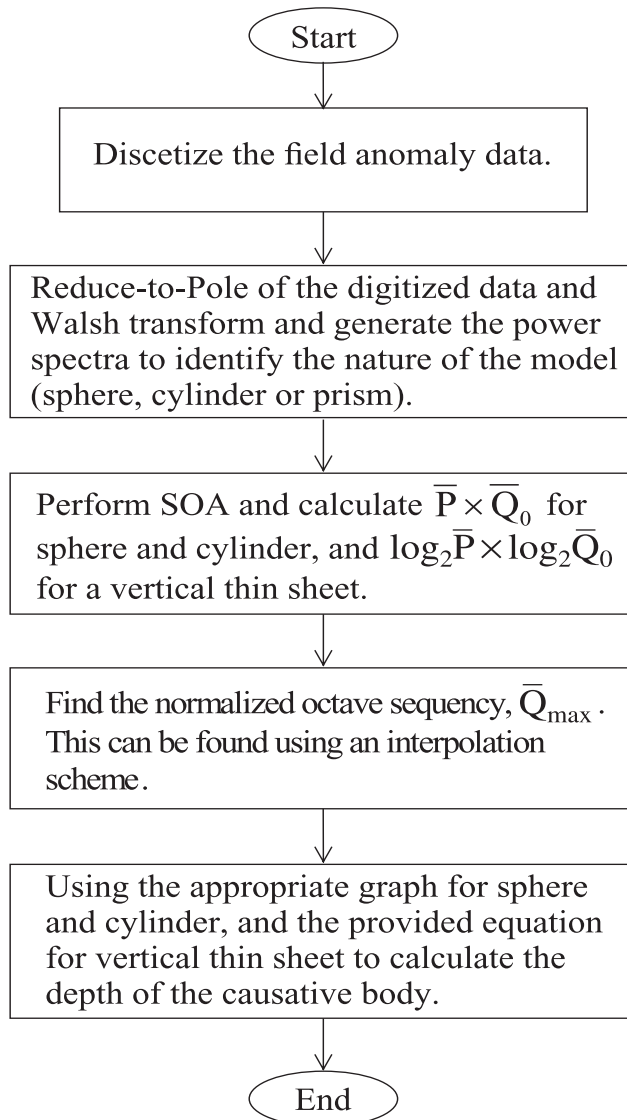 Start
Discetize the field anomaly data.
Reduce-to-Pole of the digitized data and
Walsh transform and generate the power
spectra to identify the nature of the model
(sphere, cylinder or prism).
Perform SOA and calculate P̅ × Q̅₀ for
sphere and cylinder, and log₂P̅ × log₂Q̅₀
for a vertical thin sheet.
Find the normalized octave sequency, Q̅max.
This can be found using an interpolation
scheme.
Using the appropriate graph for sphere
and cylinder, and the provided equation
for vertical thin sheet to calculate the
depth of the causative body.
End